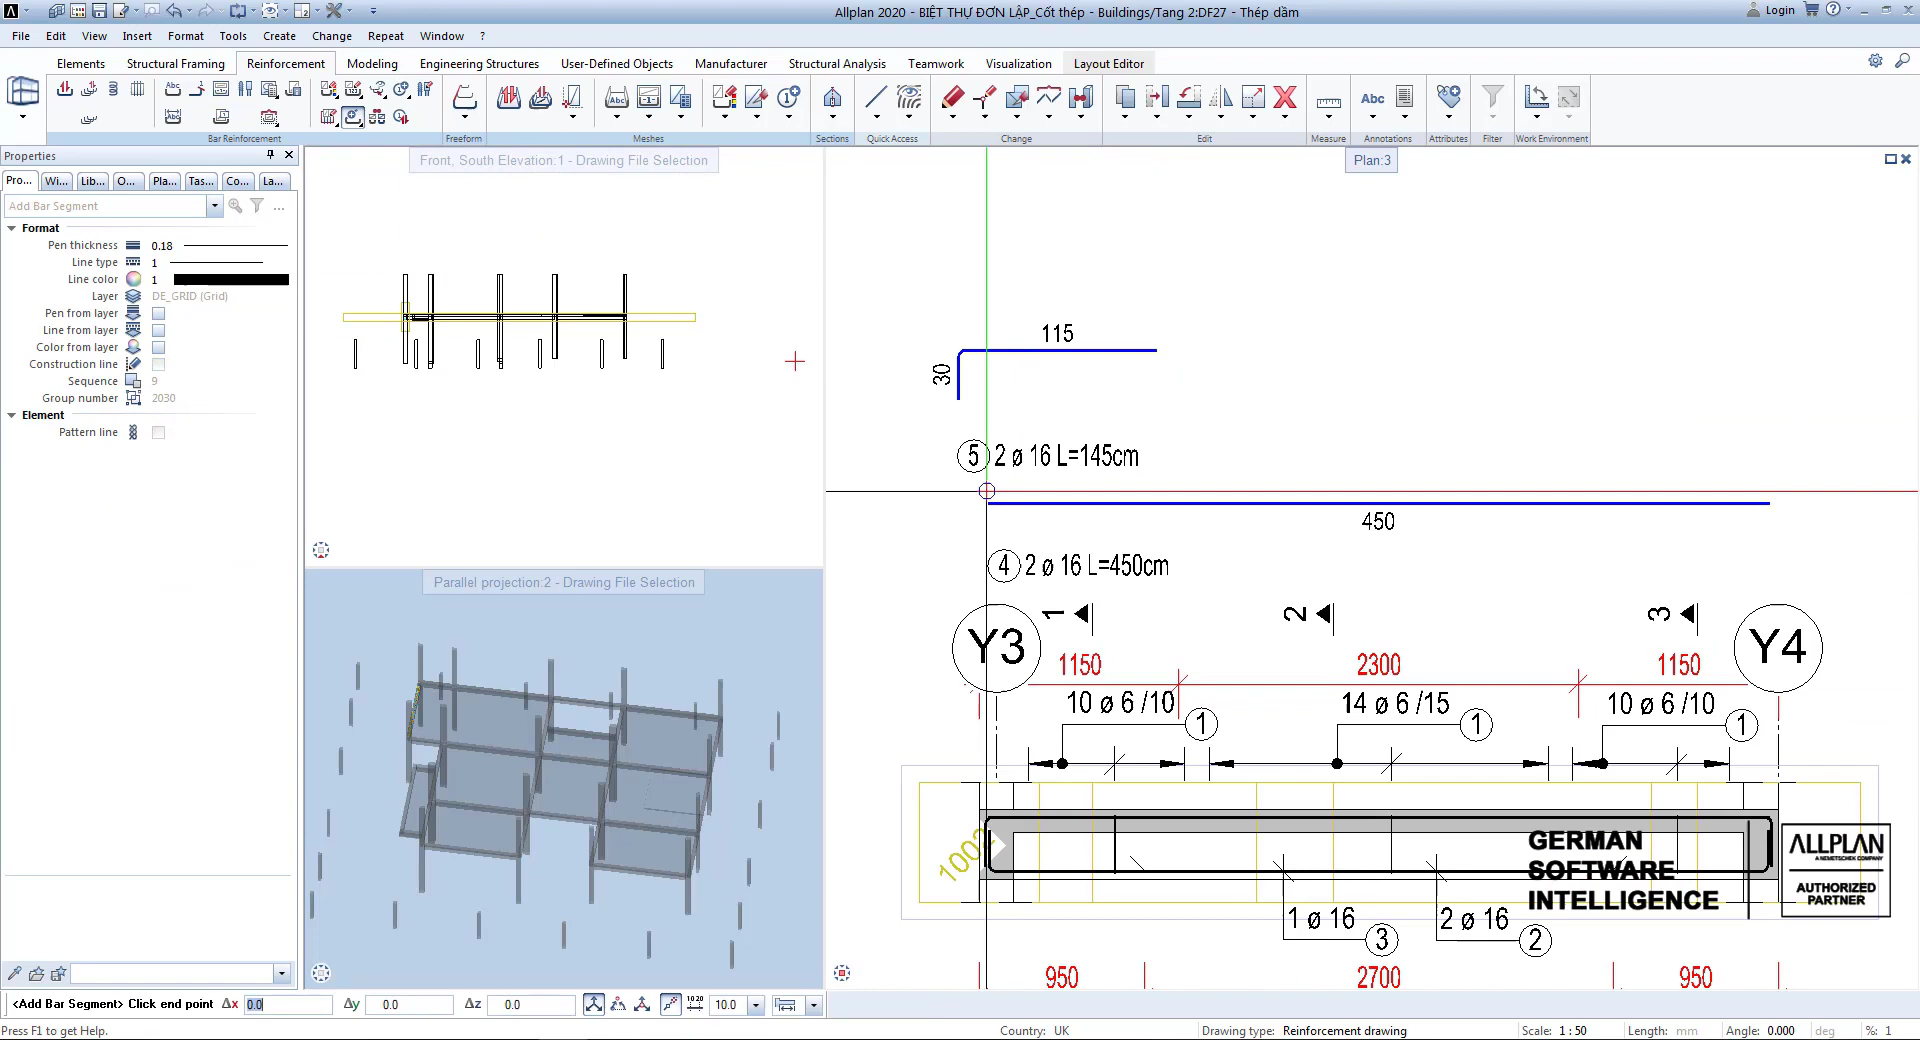 Allplan 2020 - BIỆT THỰ ĐƠN LẬP_Cốt thép - Buildings/Tang 2:DF27 - Thép dầm
Login
File Edit View Insert Format Tools Create Change Repeat Window ?
Elements Structural Framing Reinforcement Modeling Engineering Structures User-Defined Objects Manufacturer Structural Analysis Teamwork Visualization Layout Editor
Bar Reinforcement Freeform Meshes Sections Quick Access Change Edit Measure Annotations Attributes Filter Work Environment
Properties
Pro... Wi... Lib... O... Pla... Tas... Co... La...
Add Bar Segment
Format
Pen thickness 0.18
Line type 1
Line color 1
Layer DE_GRID (Grid)
Pen from layer
Line from layer
Color from layer
Construction line
Sequence 9
Group number 2030
Element
Pattern line
Front, South Elevation:1 - Drawing File Selection
Parallel projection:2 - Drawing File Selection
Plan:3
115
30
5 2 ø 16 L=145cm
450
4 2 ø 16 L=450cm
1 2 3
Y3 Y4
1150 2300 1150
10 ø 6 /10 1 14 ø 6 /15 1 10 ø 6 /10 1
1002
GERMAN
SOFTWARE
INTELLIGENCE
ALLPLAN
A NEMETSCHEK COMPANY
AUTHORIZED
PARTNER
1 ø 16 3 2 ø 16 2
950 2700 950
<Add Bar Segment> Click end point Δx 0.0 Δy 0.0 Δz 0.0 10.0
Press F1 to get Help.
Country: UK Drawing type: Reinforcement drawing Scale: 1 : 50 Length: mm Angle: 0.000 deg %: 1